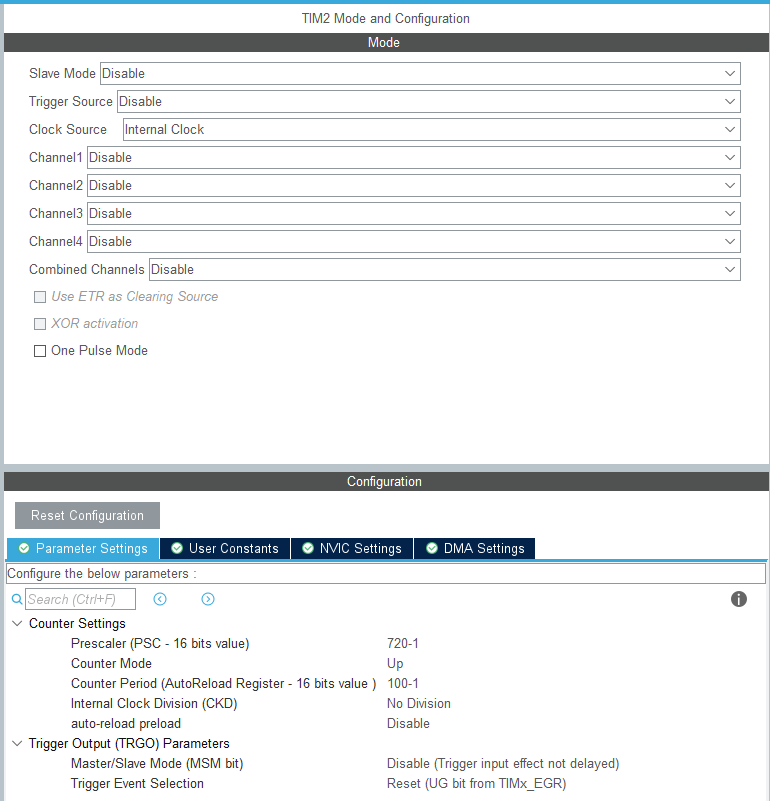 TIM2 Mode and Configuration
Mode
Slave Mode Disable
Trigger Source Disable
Clock Source Internal Clock
Channel1 Disable
Channel2 Disable
Channel3 Disable
Channel4 Disable
Combined Channels Disable
Use ETR as Clearing Source
XOR activation
One Pulse Mode
Configuration
Reset Configuration
Parameter Settings User Constants NVIC Settings DMA Settings
Configure the below parameters :
Search (Ctrl+F)
Counter Settings
Prescaler (PSC - 16 bits value) 720-1
Counter Mode Up
Counter Period (AutoReload Register - 16 bits value ) 100-1
Internal Clock Division (CKD) No Division
auto-reload preload Disable
Trigger Output (TRGO) Parameters
Master/Slave Mode (MSM bit) Disable (Trigger input effect not delayed)
Trigger Event Selection Reset (UG bit from TIMx_EGR)